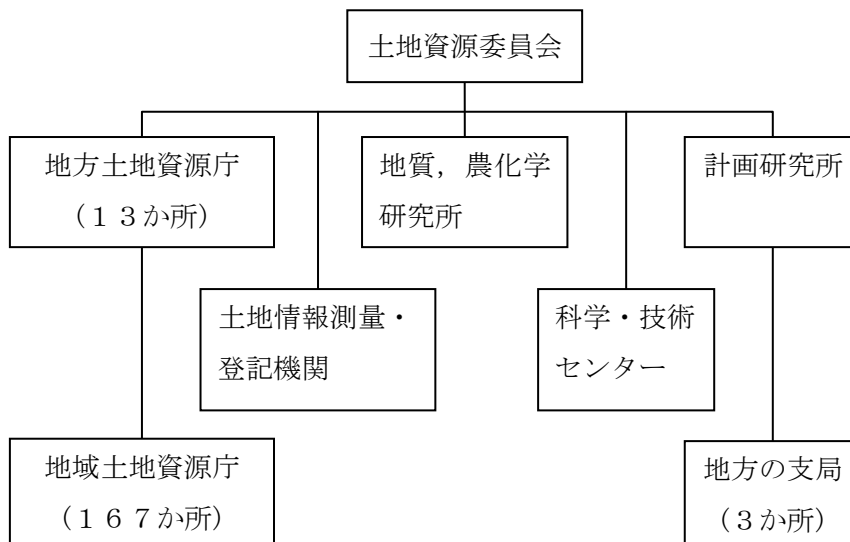 土地資源委員会
地方土地資源庁
（１３か所）
地質，農化学
研究所
計画研究所
土地情報測量・
登記機関
科学・技術
センター
地域土地資源庁
（１６７か所）
地方の支局
（３か所）